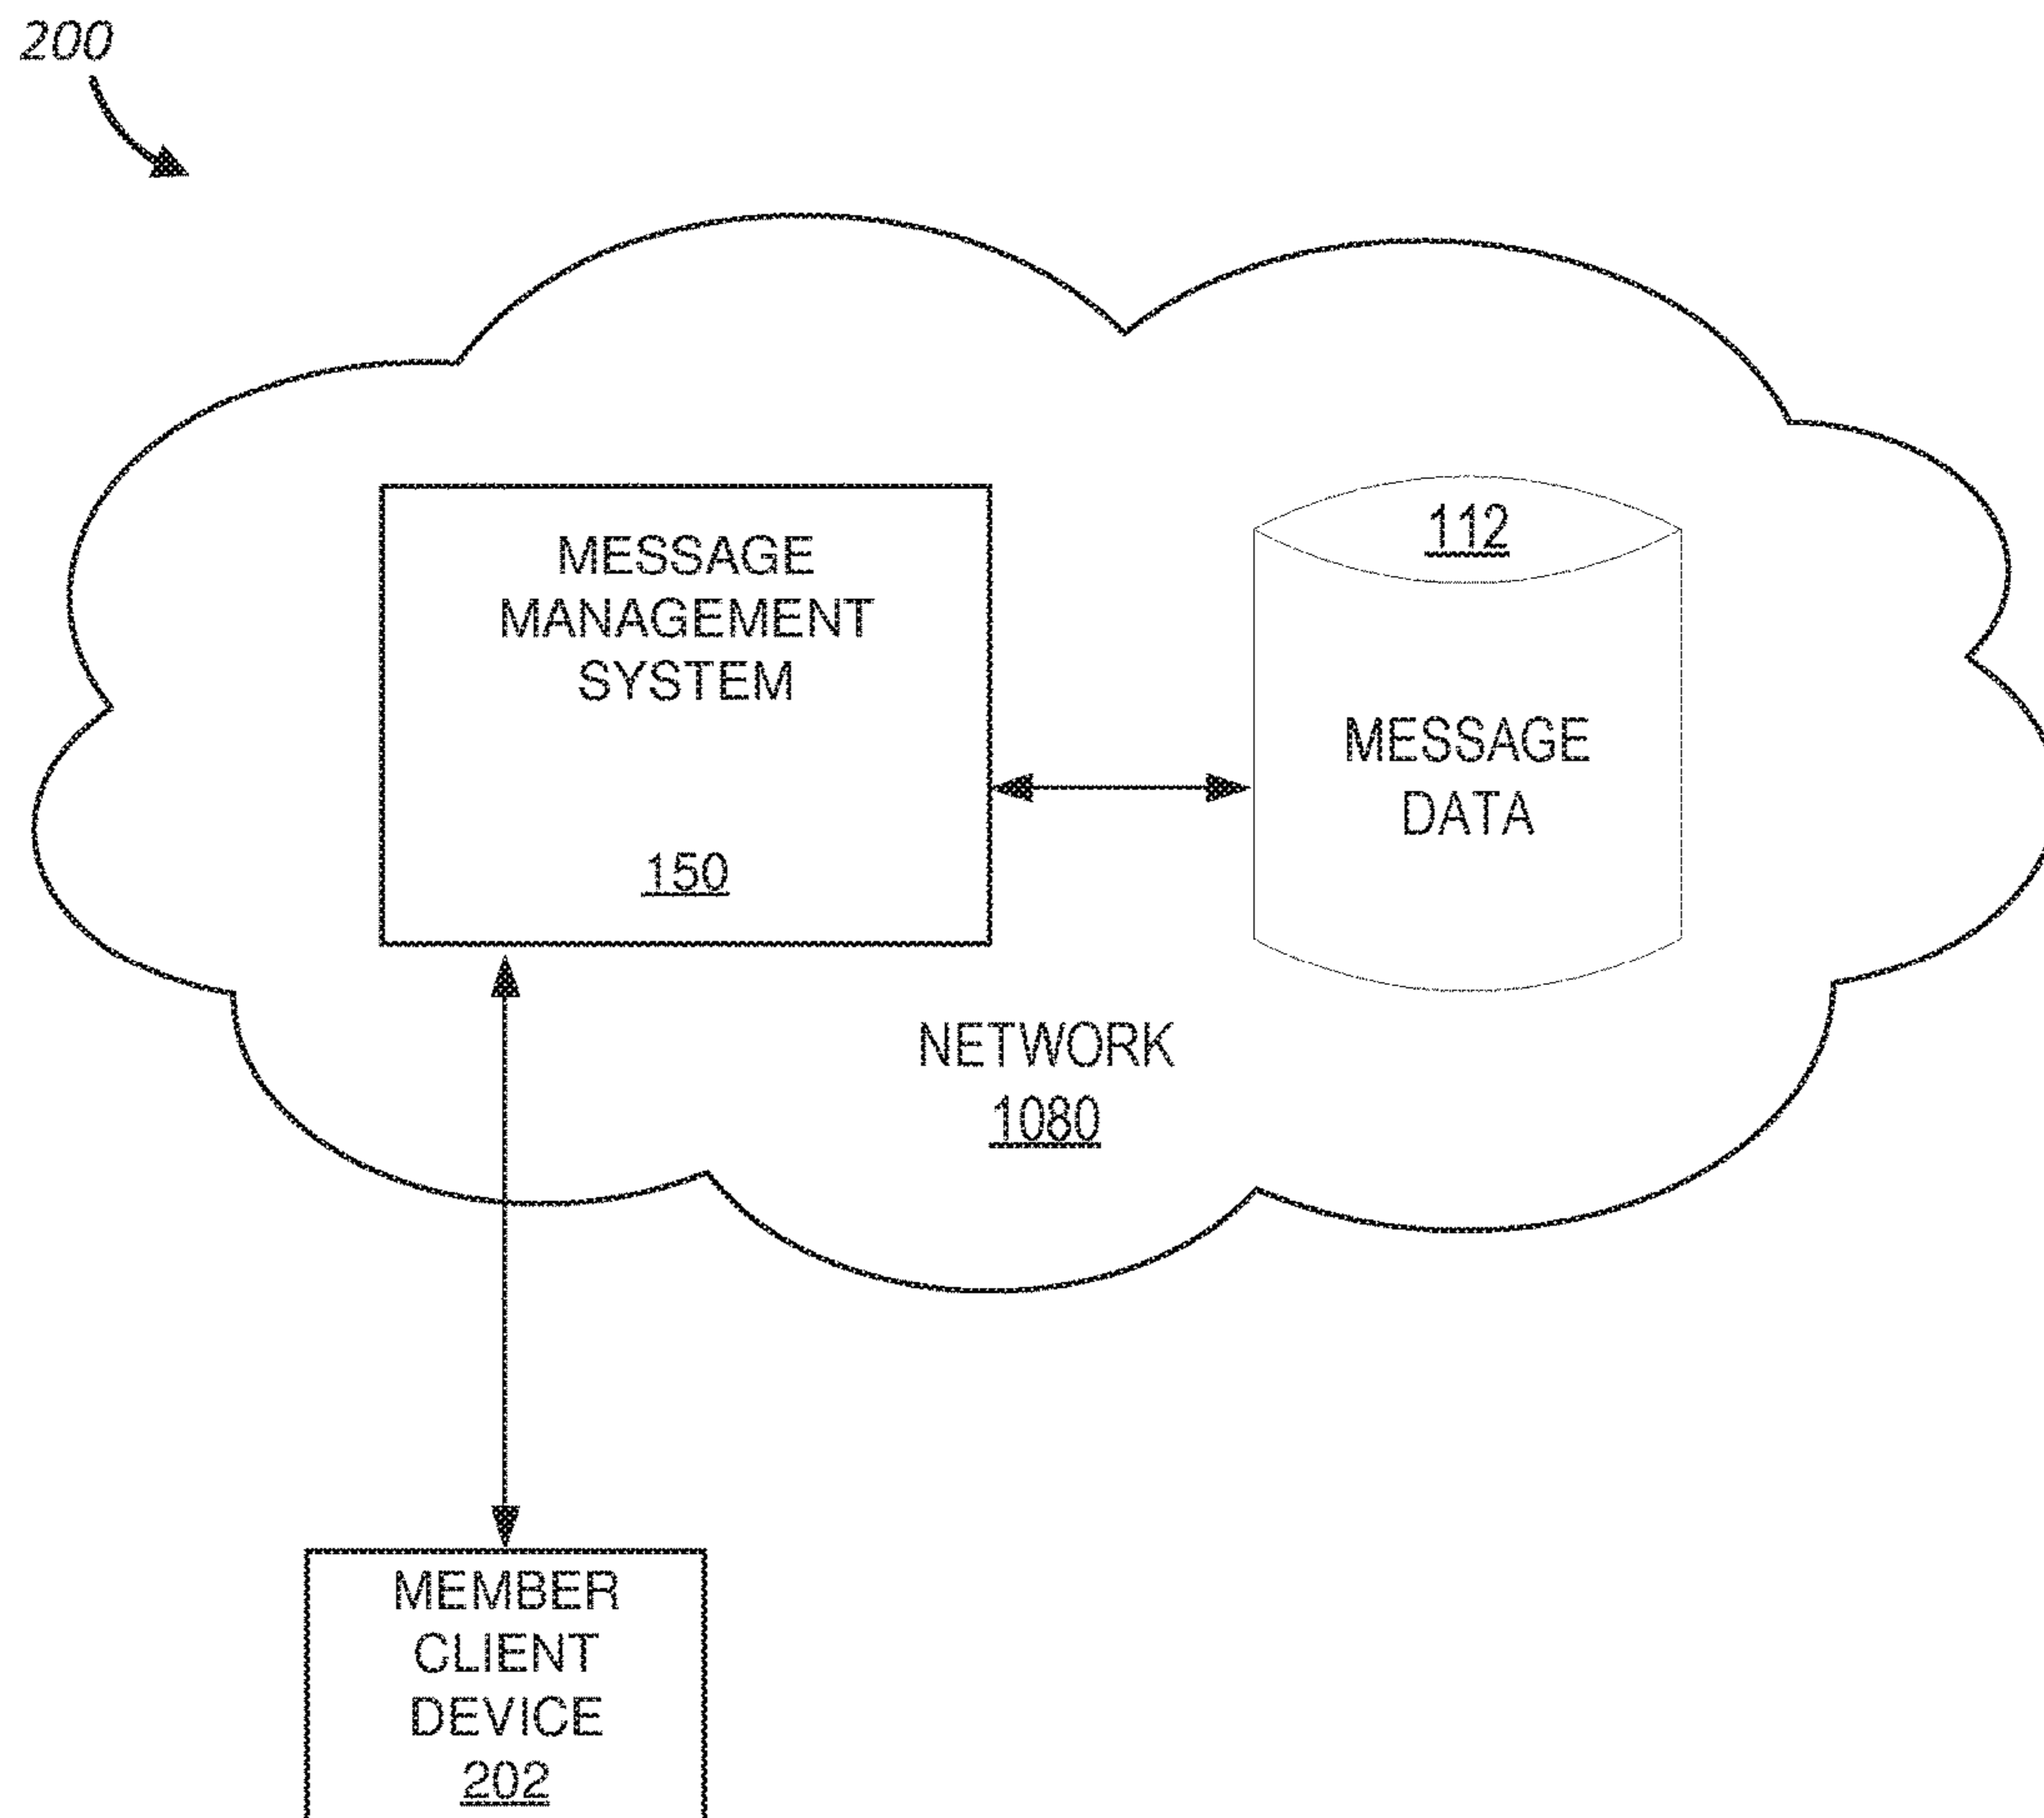 200
MESSAGE
MANAGEMENT
SYSTEM
150
112
MESSAGE
DATA
NETWORK
1080
MEMBER
CLIENT
DEVICE
202